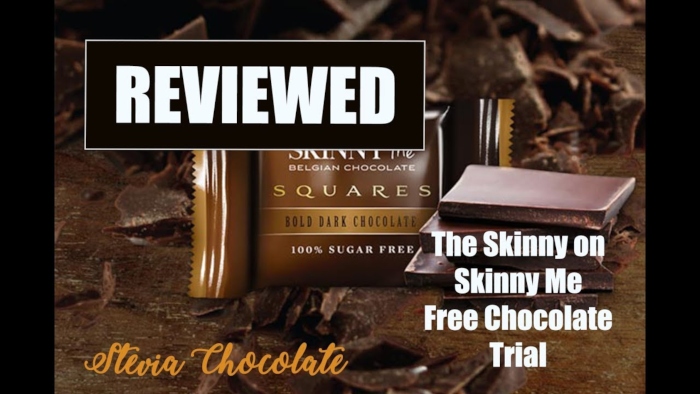 REVIEWED
SKINNY Me
BELGIAN CHOCOLATE
SQUARES
BOLD DARK CHOCOLATE
100% SUGAR FREE
The Skinny on
Skinny Me
Free Chocolate
Trial
Stevia Chocolate